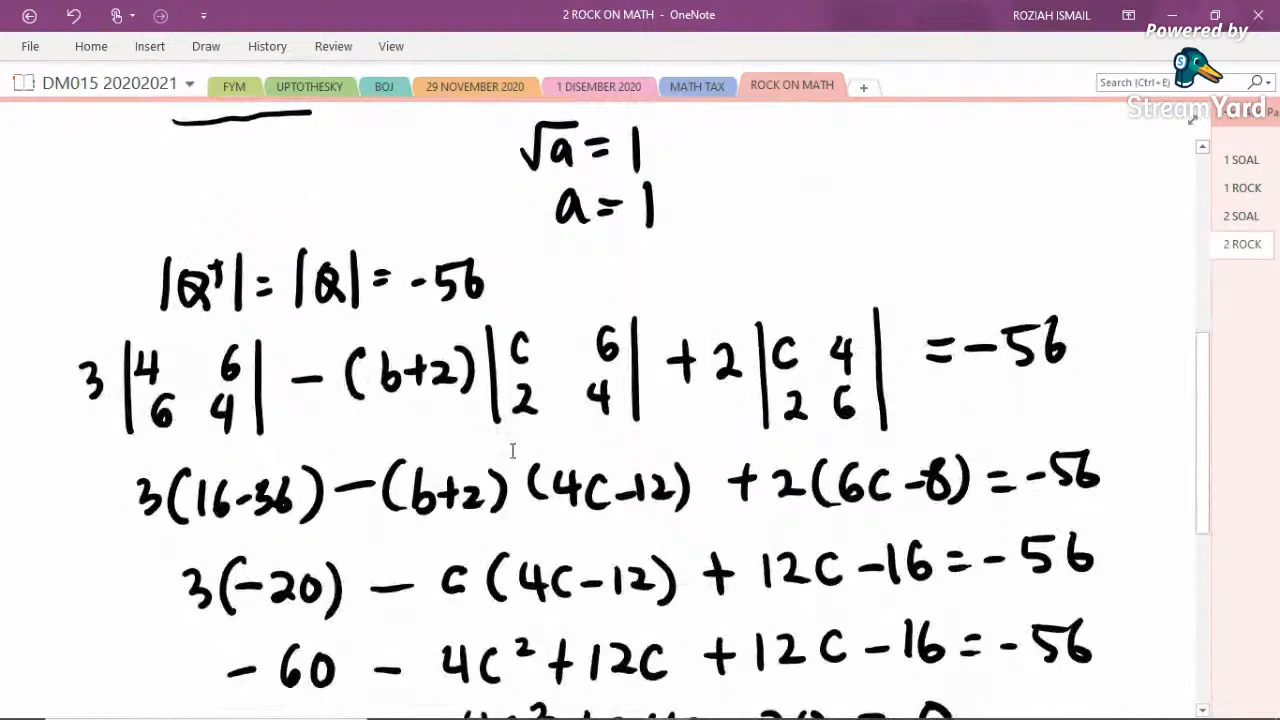 2 ROCK ON MATH - OneNote
ROZIAH ISMAIL
Powered by
File Home Insert Draw History Review View
StreamYard
DM015 20202021
FYM UPTOTHESKY BOJ 29 NOVEMBER 2020 1 DISEMBER 2020 MATH TAX ROCK ON MATH +
Search (Ctrl+E)
1 SOAL
1 ROCK
2 SOAL
2 ROCK
√a = 1
a = 1
|Qᵀ| = |Q| = -56
3 |4 6; 6 4| - (b+2) |c 6; 2 4| + 2 |c 4; 2 6| = -56
3(16-36) - (b+2)(4c-12) + 2(6c-8) = -56
3(-20) - c(4c-12) + 12c - 16 = -56
- 60 - 4c² + 12c + 12c - 16 = -56